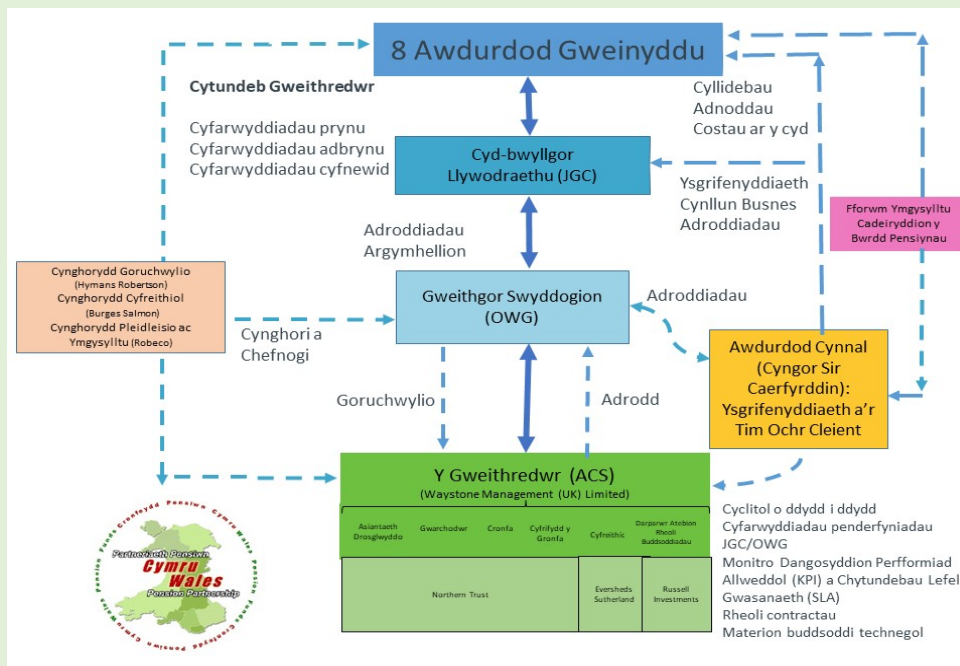 8 Awdurdod Gweinyddu
Cytundeb Gweithredwr
Cyfarwyddiadau prynu
Cyfarwyddiadau adbrynu
Cyfarwyddiadau cyfnewid
Cyllidebau
Adnoddau
Costau ar y cyd
Cyd-bwyllgor
Llywodraethu (JGC)
Ysgrifenyddiaeth
Cynllun Busnes
Adroddiadau
Fforwm Ymgysylltu
Cadeiryddion y
Bwrdd Pensiynau
Adroddiadau
Argymhellion
Cynghorydd Goruchwylio
(Hymans Robertson)
Cynghorydd Cyfreithiol
(Burges Salmon)
Cynghorydd Pleidleisio ac
Ymgysylltu (Robeco)
Cynghori a
Chefnogi
Gweithgor Swyddogion
(OWG)
Adroddiadau
Awdurdod Cynnal
(Cyngor Sir
Caerfyrddin):
Ysgrifenyddiaeth a'r
Tim Ochr Cleient
Goruchwylio
Adrodd
Y Gweithredwr (ACS)
(Waystone Management (UK) Limited)
Asiantaeth
Drosglwyddo
Gwarchodwr
Cronfa
Cyfrifydd y
Gronfa
Cyfreithic
Darparwr Atebion
Rheoli
Buddsoddiadau
Northern Trust
Eversheds
Sutherland
Russell
Investments
Cyclitol o ddydd i ddydd
Cyfarwyddiadau penderfyniadau
JGC/OWG
Monitro Dangosyddion Perfformiad
Allweddol (KPI) a Chytundebau Lefel
Gwasanaeth (SLA)
Rheoli contractau
Materion buddsoddi technegol
Partneriaeth Pensiwn
Cymru
Wales
Pension Partnership